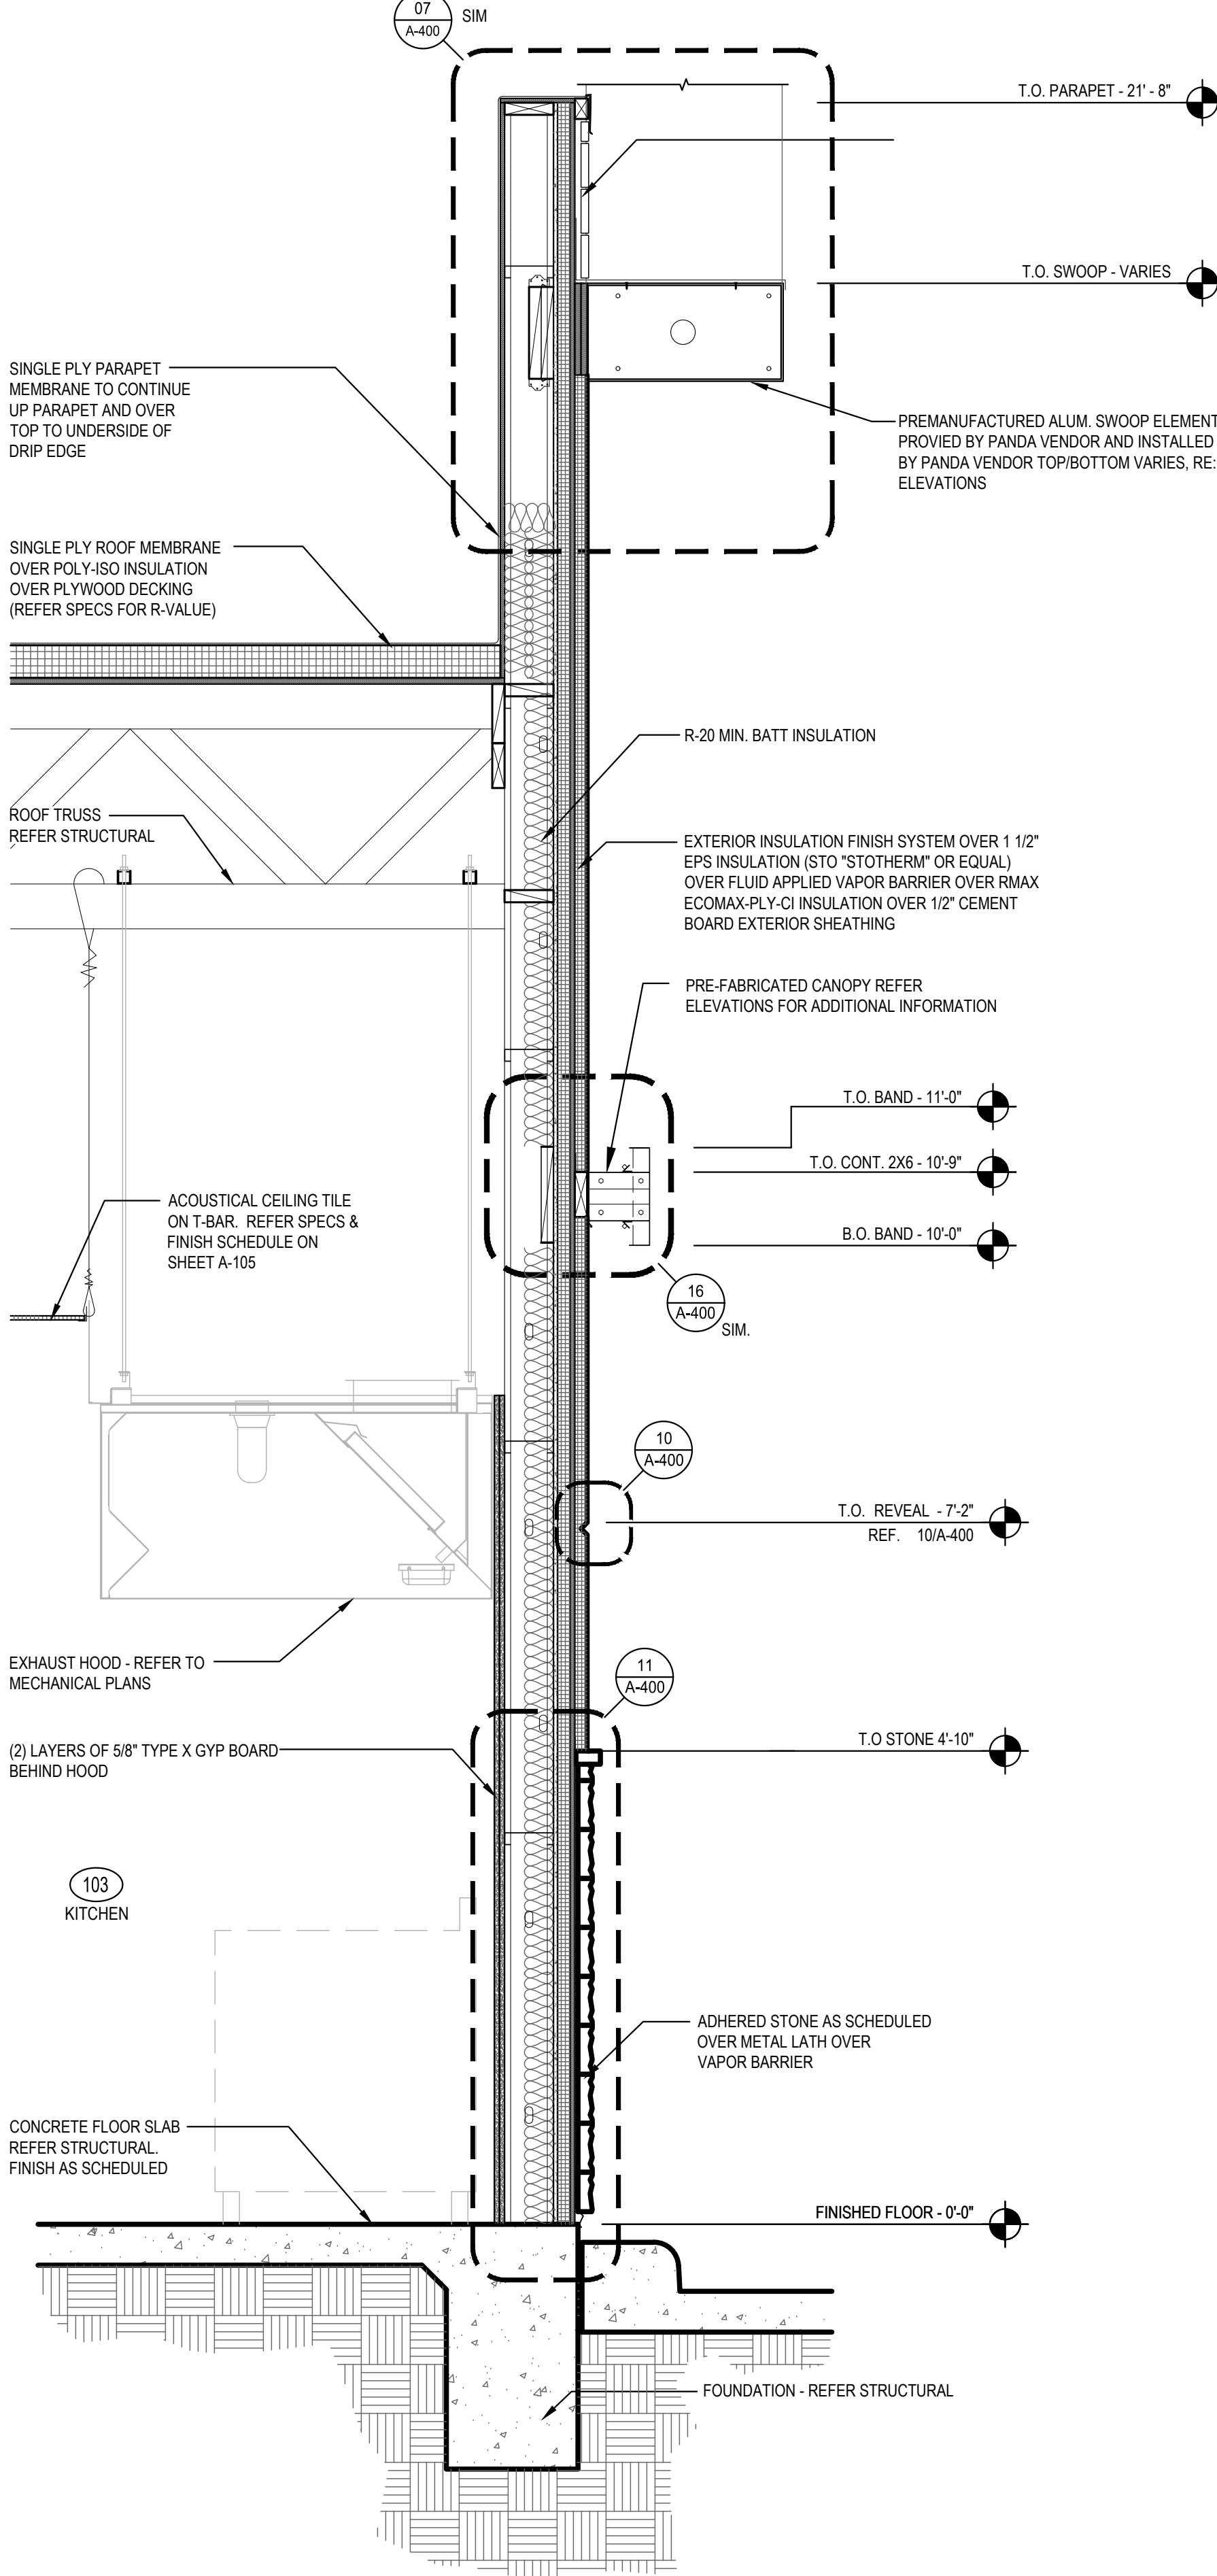 07
A-400
SIM
T.O. PARAPET - 21' - 8"
T.O. SWOOP - VARIES
SINGLE PLY PARAPET
MEMBRANE TO CONTINUE
UP PARAPET AND OVER
TOP TO UNDERSIDE OF
DRIP EDGE
PREMANUFACTURED ALUM. SWOOP ELEMENT
PROVIED BY PANDA VENDOR AND INSTALLED
BY PANDA VENDOR TOP/BOTTOM VARIES, RE:
ELEVATIONS
SINGLE PLY ROOF MEMBRANE
OVER POLY-ISO INSULATION
OVER PLYWOOD DECKING
(REFER SPECS FOR R-VALUE)
R-20 MIN. BATT INSULATION
ROOF TRUSS
REFER STRUCTURAL
EXTERIOR INSULATION FINISH SYSTEM OVER 1 1/2"
EPS INSULATION (STO "STOTHERM" OR EQUAL)
OVER FLUID APPLIED VAPOR BARRIER OVER RMAX
ECOMAX-PLY-CI INSULATION OVER 1/2" CEMENT
BOARD EXTERIOR SHEATHING
PRE-FABRICATED CANOPY REFER
ELEVATIONS FOR ADDITIONAL INFORMATION
T.O. BAND - 11'-0"
T.O. CONT. 2X6 - 10'-9"
B.O. BAND - 10'-0"
ACOUSTICAL CEILING TILE
ON T-BAR.  REFER SPECS &
FINISH SCHEDULE ON
SHEET A-105
16
A-400
SIM.
10
A-400
T.O.  REVEAL  - 7'-2"
REF.    10/A-400
EXHAUST HOOD - REFER TO
MECHANICAL PLANS
11
A-400
T.O STONE 4'-10"
(2) LAYERS OF 5/8" TYPE X GYP BOARD
BEHIND HOOD
103
KITCHEN
ADHERED STONE AS SCHEDULED
OVER METAL LATH OVER
VAPOR BARRIER
CONCRETE FLOOR SLAB
REFER STRUCTURAL.
FINISH AS SCHEDULED
FINISHED FLOOR - 0'-0"
FOUNDATION - REFER STRUCTURAL